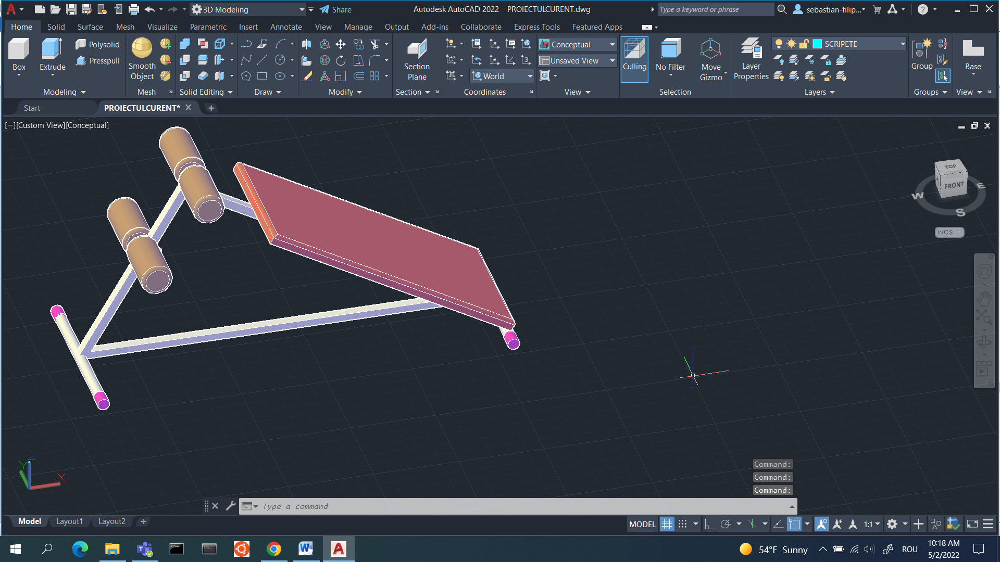 3D Modeling
Share
Autodesk AutoCAD 2022 PROIECTULCURENT.dwg
Type a keyword or phrase
sebastian-filip...
Home Solid Surface Mesh Visualize Parametric Insert Annotate View Manage Output Add-ins Collaborate Express Tools Featured Apps
Box
Extrude
Polysolid
Presspull
Smooth
Object
Section
Plane
World
Conceptual
Unsaved View
Culling
No Filter
Move
Gizmo
Layer
Properties
SCRIPETE
Group
Base
Modeling
Mesh
Solid Editing
Draw
Modify
Section
Coordinates
View
Selection
Layers
Groups
View
Start
PROIECTULCURENT*
[−][Custom View][Conceptual]
TOP
FRONT
W
E
S
WCS
Z
Y
X
Command:
Command:
Command:
Type a command
Model Layout1 Layout2
MODEL
1:1
54°F Sunny
ROU
10:18 AM
5/2/2022